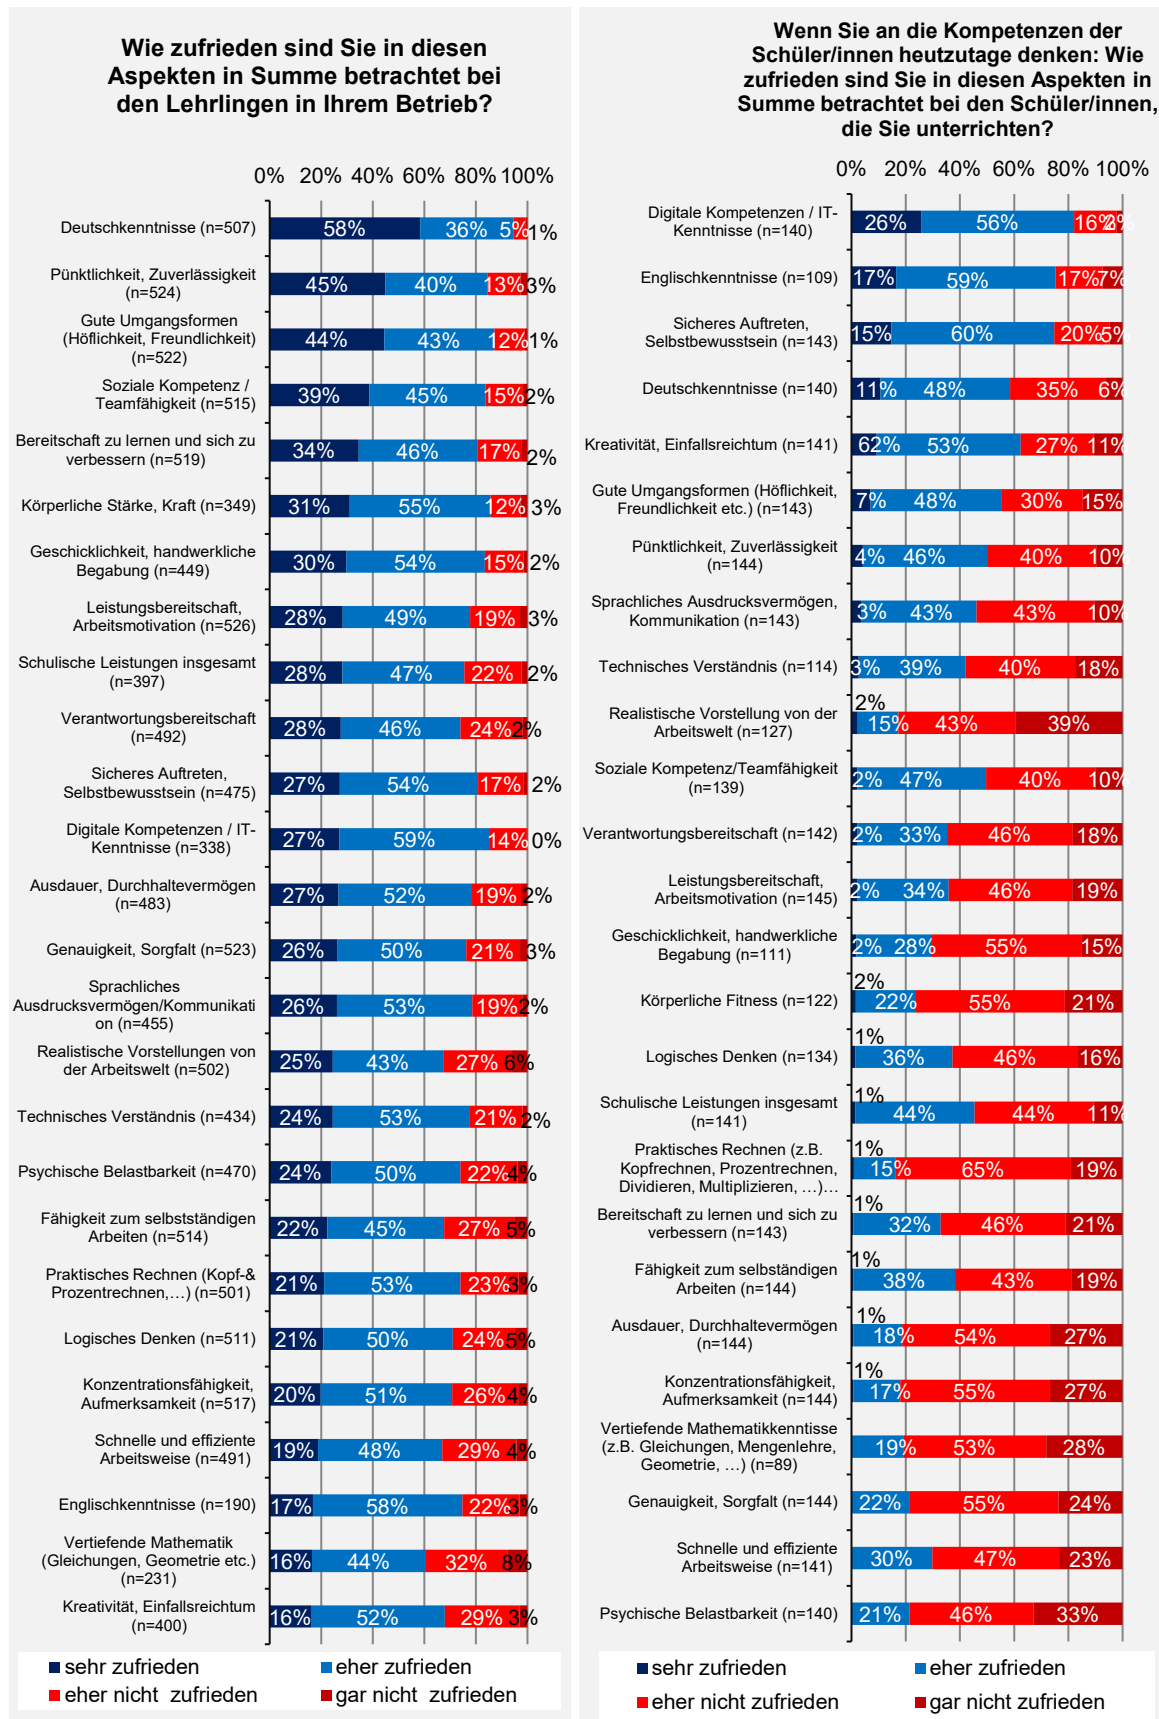 Wie zufrieden sind Sie in diesen
Aspekten in Summe betrachtet bei
den Lehrlingen in Ihrem Betrieb?
0% 20% 40% 60% 80% 100%
Deutschkenntnisse (n=507)
58% 36% 5% 1%
Pünktlichkeit, Zuverlässigkeit
(n=524)
45% 40% 13% 3%
Gute Umgangsformen
(Höflichkeit, Freundlichkeit)
(n=522)
44% 43% 12% 1%
Soziale Kompetenz /
Teamfähigkeit (n=515)
39% 45% 15% 2%
Bereitschaft zu lernen und sich zu
verbessern (n=519)
34% 46% 17% 2%
Körperliche Stärke, Kraft (n=349)
31% 55% 12% 3%
Geschicklichkeit, handwerkliche
Begabung (n=449)
30% 54% 15% 2%
Leistungsbereitschaft,
Arbeitsmotivation (n=526)
28% 49% 19% 3%
Schulische Leistungen insgesamt
(n=397)
28% 47% 22% 2%
Verantwortungsbereitschaft
(n=492)
28% 46% 24% 2%
Sicheres Auftreten,
Selbstbewusstsein (n=475)
27% 54% 17% 2%
Digitale Kompetenzen / IT-
Kenntnisse (n=338)
27% 59% 14% 0%
Ausdauer, Durchhaltevermögen
(n=483)
27% 52% 19% 2%
Genauigkeit, Sorgfalt (n=523)
26% 50% 21% 3%
Sprachliches
Ausdrucksvermögen/Kommunikati
on (n=455)
26% 53% 19% 2%
Realistische Vorstellungen von
der Arbeitswelt (n=502)
25% 43% 27% 6%
Technisches Verständnis (n=434)
24% 53% 21% 2%
Psychische Belastbarkeit (n=470)
24% 50% 22% 4%
Fähigkeit zum selbstständigen
Arbeiten (n=514)
22% 45% 27% 5%
Praktisches Rechnen (Kopf-&
Prozentrechnen,…) (n=501)
21% 53% 23% 3%
Logisches Denken (n=511)
21% 50% 24% 5%
Konzentrationsfähigkeit,
Aufmerksamkeit (n=517)
20% 51% 26% 4%
Schnelle und effiziente
Arbeitsweise (n=491)
19% 48% 29% 4%
Englischkenntnisse (n=190)
17% 58% 22% 3%
Vertiefende Mathematik
(Gleichungen, Geometrie etc.)
(n=231)
16% 44% 32% 8%
Kreativität, Einfallsreichtum
(n=400)
16% 52% 29% 3%
sehr zufrieden
eher zufrieden
eher nicht zufrieden
gar nicht zufrieden
Wenn Sie an die Kompetenzen der
Schüler/innen heutzutage denken: Wie
zufrieden sind Sie in diesen Aspekten in
Summe betrachtet bei den Schüler/innen,
die Sie unterrichten?
0% 20% 40% 60% 80% 100%
Digitale Kompetenzen / IT-
Kenntnisse (n=140)
26% 56% 16% 2%
Englischkenntnisse (n=109)
17% 59% 17% 7%
Sicheres Auftreten,
Selbstbewusstsein (n=143)
15% 60% 20% 5%
Deutschkenntnisse (n=140)
11% 48% 35% 6%
Kreativität, Einfallsreichtum (n=141)
62% 53% 27% 11%
Gute Umgangsformen (Höflichkeit,
Freundlichkeit etc.) (n=143)
7% 48% 30% 15%
Pünktlichkeit, Zuverlässigkeit
(n=144)
4% 46% 40% 10%
Sprachliches Ausdrucksvermögen,
Kommunikation (n=143)
3% 43% 43% 10%
Technisches Verständnis (n=114)
3% 39% 40% 18%
Realistische Vorstellung von der
Arbeitswelt (n=127)
2% 15% 43% 39%
Soziale Kompetenz/Teamfähigkeit
(n=139)
2% 47% 40% 10%
Verantwortungsbereitschaft (n=142)
2% 33% 46% 18%
Leistungsbereitschaft,
Arbeitsmotivation (n=145)
2% 34% 46% 19%
Geschicklichkeit, handwerkliche
Begabung (n=111)
2% 28% 55% 15%
Körperliche Fitness (n=122)
2% 22% 55% 21%
Logisches Denken (n=134)
1% 36% 46% 16%
Schulische Leistungen insgesamt
(n=141)
1% 44% 44% 11%
Praktisches Rechnen (z.B.
Kopfrechnen, Prozentrechnen,
Dividieren, Multiplizieren, …)…
1% 15% 65% 19%
Bereitschaft zu lernen und sich zu
verbessern (n=143)
1% 32% 46% 21%
Fähigkeit zum selbständigen
Arbeiten (n=144)
1% 38% 43% 19%
Ausdauer, Durchhaltevermögen
(n=144)
1% 18% 54% 27%
Konzentrationsfähigkeit,
Aufmerksamkeit (n=144)
1% 17% 55% 27%
Vertiefende Mathematikkenntisse
(z.B. Gleichungen, Mengenlehre,
Geometrie, …) (n=89)
19% 53% 28%
Genauigkeit, Sorgfalt (n=144)
22% 55% 24%
Schnelle und effiziente
Arbeitsweise (n=141)
30% 47% 23%
Psychische Belastbarkeit (n=140)
21% 46% 33%
sehr zufrieden
eher zufrieden
eher nicht zufrieden
gar nicht zufrieden